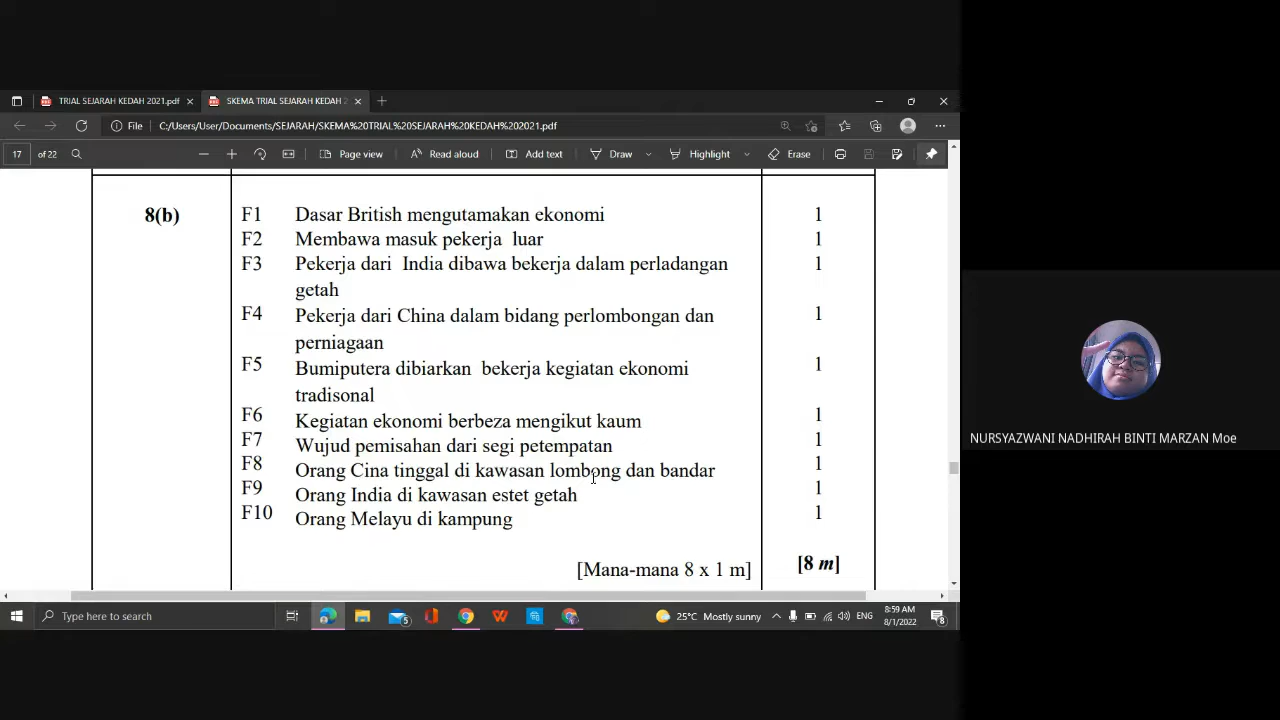 TRIAL SEJARAH KEDAH 2021.pdf
SKEMA TRIAL SEJARAH KEDAH 2
File C:/Users/User/Documents/SEJARAH/SKEMA%20TRIAL%20SEJARAH%20KEDAH%202021.pdf
17 of 22 Page view Read aloud Add text Draw Highlight Erase
8(b) F1 Dasar British mengutamakan ekonomi 1
F2 Membawa masuk pekerja luar 1
F3 Pekerja dari India dibawa bekerja dalam perladangan 1
getah
F4 Pekerja dari China dalam bidang perlombongan dan 1
perniagaan
F5 Bumiputera dibiarkan bekerja kegiatan ekonomi 1
tradisonal
F6 Kegiatan ekonomi berbeza mengikut kaum 1
F7 Wujud pemisahan dari segi petempatan 1
F8 Orang Cina tinggal di kawasan lombong dan bandar 1
F9 Orang India di kawasan estet getah 1
F10 Orang Melayu di kampung 1
[Mana-mana 8 x 1 m] [8 m]
NURSYAZWANI NADHIRAH BINTI MARZAN Moe
Type here to search 5 25°C Mostly sunny ENG 8:59 AM
8/1/2022 8